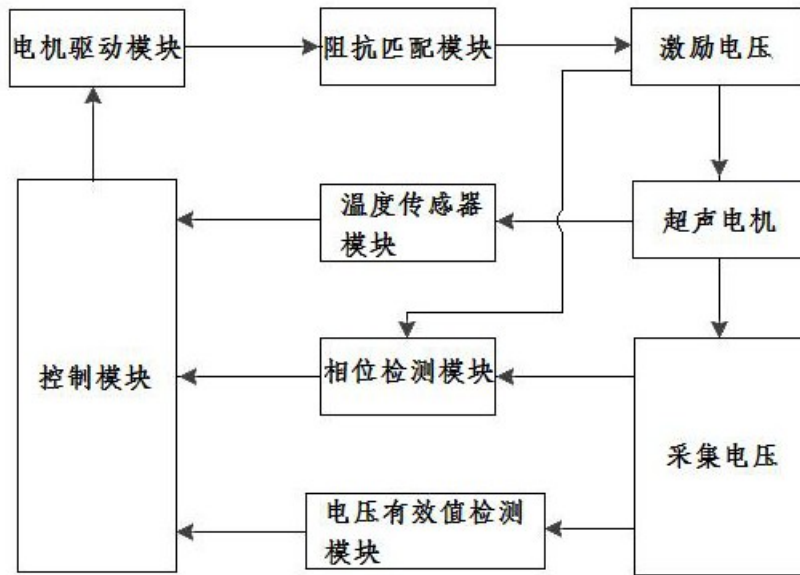 电机驱动模块
阻抗匹配模块
激励电压
温度传感器
模块
超声电机
控制模块
相位检测模块
采集电压
电压有效值检测
模块